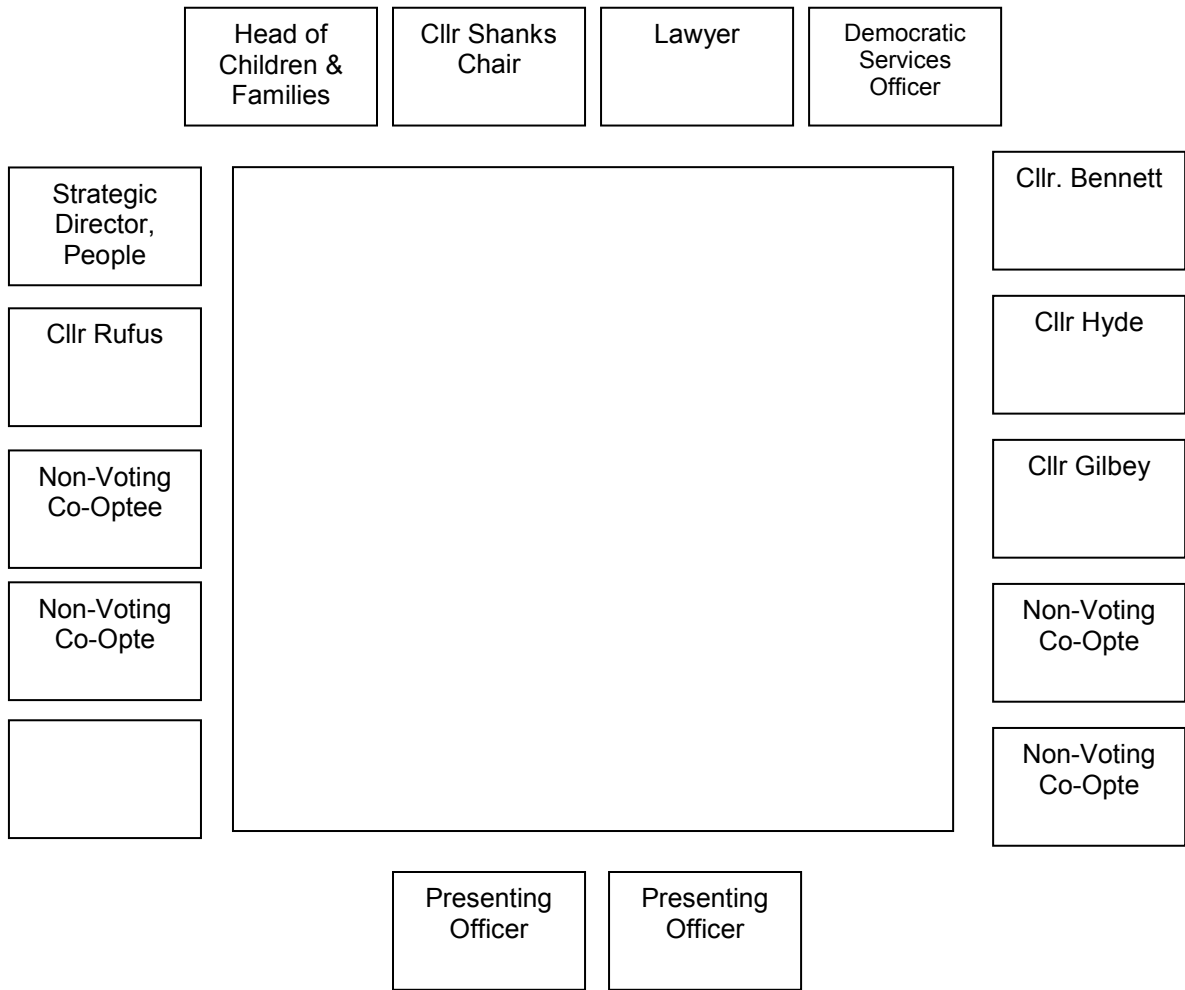 Head of
Children &
Families
Cllr Shanks
Chair
Lawyer
Democratic
Services
Officer
Strategic
Director,
People
Cllr. Bennett
Cllr Rufus
Cllr Hyde
Non-Voting
Co-Optee
Cllr Gilbey
Non-Voting
Co-Opte
Non-Voting
Co-Opte
Non-Voting
Co-Opte
Presenting
Officer
Presenting
Officer